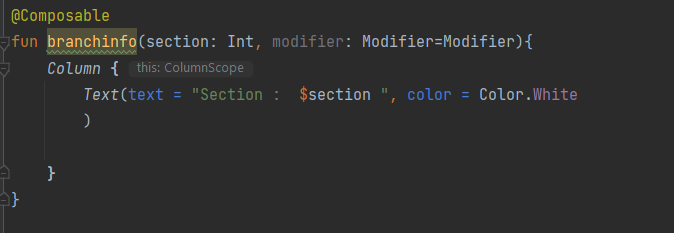 @Composable
fun branchinfo(section: Int, modifier: Modifier=Modifier){
Column { this: ColumnScope
Text(text = "Section :  $section ", color = Color.White
)
}
}